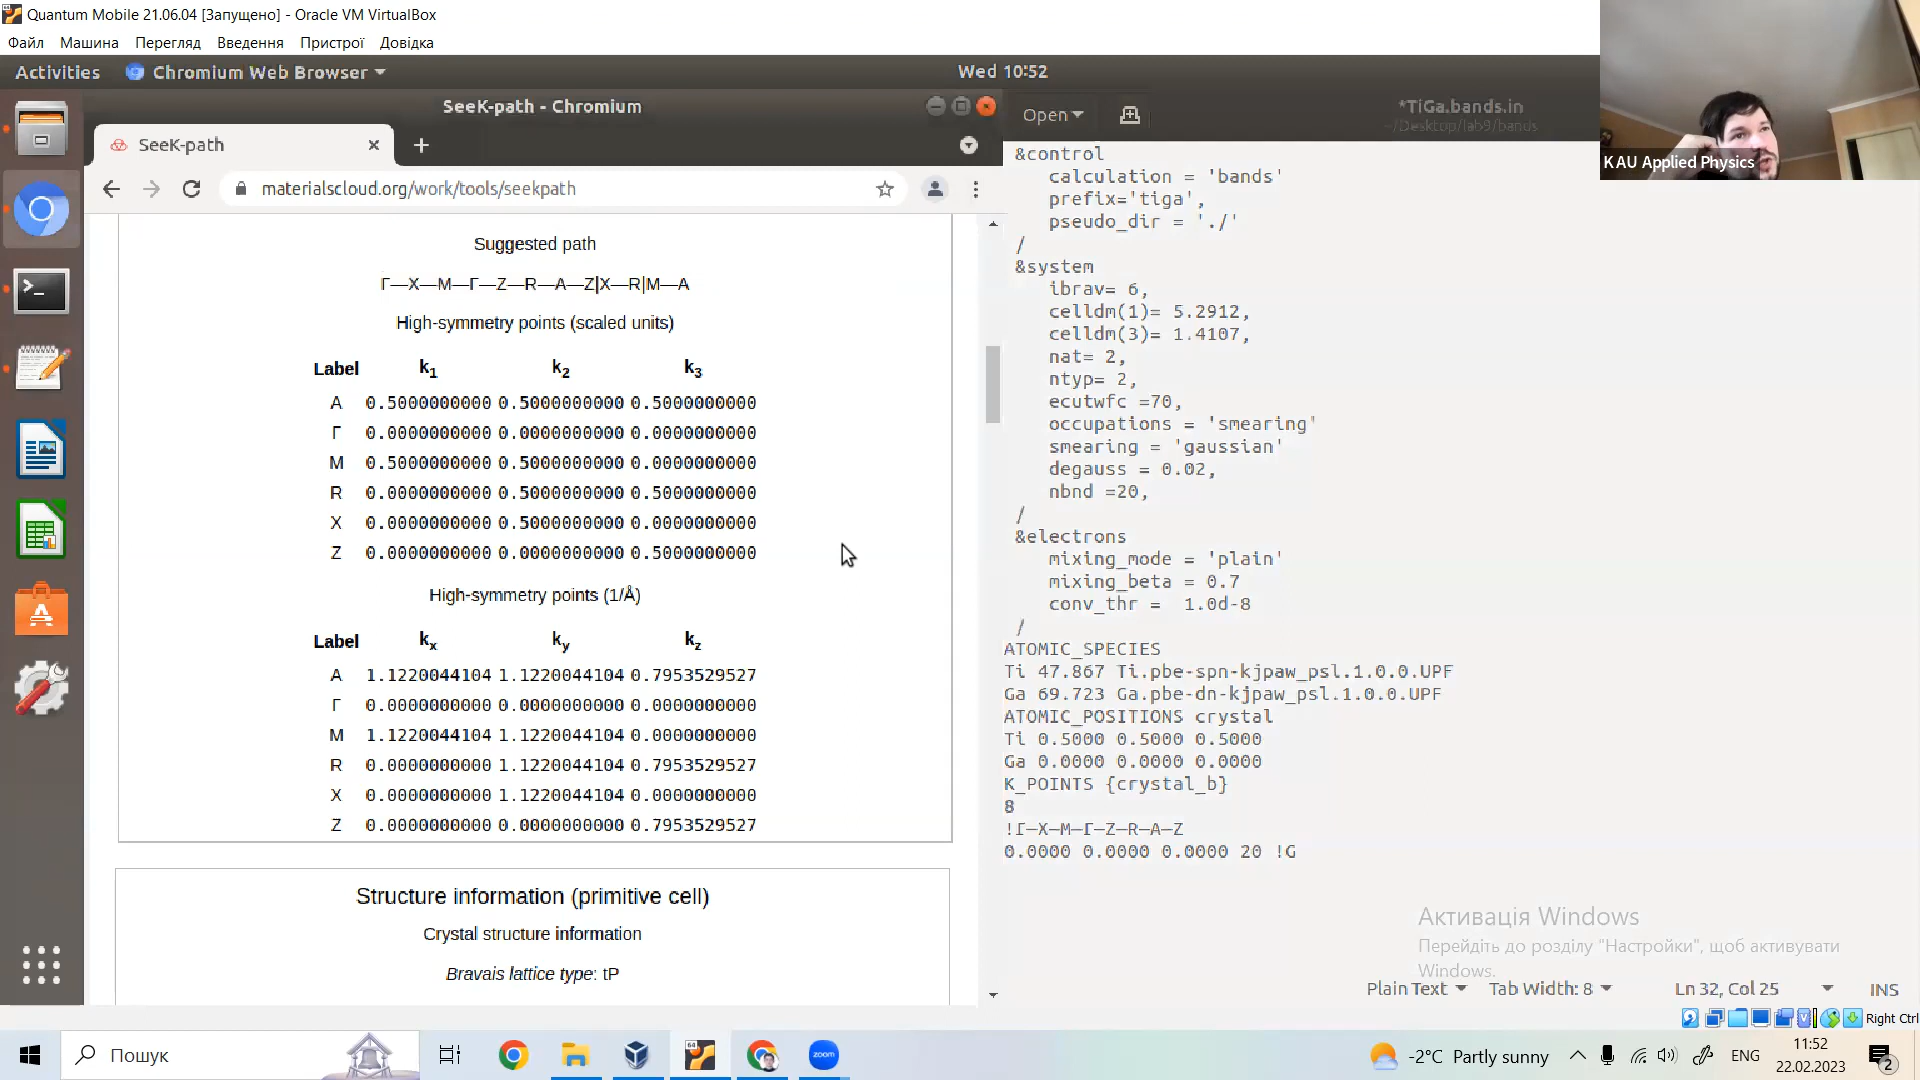 Quantum Mobile 21.06.04 [Запущено] - Oracle VM VirtualBox
Файл Машина Перегляд Введення Пристрої Довідка
Activities Chromium Web Browser Wed 10:52
SeeK-path - Chromium
SeeK-path
materialscloud.org/work/tools/seekpath
Suggested path
Γ—X—M—Γ—Z—R—A—Z|X—R|M—A
High-symmetry points (scaled units)
Label k1 k2 k3
A 0.5000000000 0.5000000000 0.5000000000
Γ 0.0000000000 0.0000000000 0.0000000000
M 0.5000000000 0.5000000000 0.0000000000
R 0.0000000000 0.5000000000 0.5000000000
X 0.0000000000 0.5000000000 0.0000000000
Z 0.0000000000 0.0000000000 0.5000000000
High-symmetry points (1/Å)
Label kx ky kz
A 1.1220044104 1.1220044104 0.7953529527
Γ 0.0000000000 0.0000000000 0.0000000000
M 1.1220044104 1.1220044104 0.0000000000
R 0.0000000000 1.1220044104 0.7953529527
X 0.0000000000 1.1220044104 0.0000000000
Z 0.0000000000 0.0000000000 0.7953529527
Structure information (primitive cell)
Crystal structure information
Bravais lattice type: tP
Open
*TiGa.bands.in
~/Desktop/lab9/bands
&control
calculation = 'bands'
prefix='tiga',
pseudo_dir = './'
/
&system
ibrav= 6,
celldm(1)= 5.2912,
celldm(3)= 1.4107,
nat= 2,
ntyp= 2,
ecutwfc =70,
occupations = 'smearing'
smearing = 'gaussian'
degauss = 0.02,
nbnd =20,
/
&electrons
mixing_mode = 'plain'
mixing_beta = 0.7
conv_thr =  1.0d-8
/
ATOMIC_SPECIES
Ti 47.867 Ti.pbe-spn-kjpaw_psl.1.0.0.UPF
Ga 69.723 Ga.pbe-dn-kjpaw_psl.1.0.0.UPF
ATOMIC_POSITIONS crystal
Ti 0.5000 0.5000 0.5000
Ga 0.0000 0.0000 0.0000
K_POINTS {crystal_b}
8
!Γ—X—M—Γ—Z—R—A—Z
0.0000 0.0000 0.0000 20 !G
Активація Windows
Перейдіть до розділу "Настройки", щоб активувати
Windows.
Plain Text Tab Width: 8 Ln 32, Col 25 INS
Right Ctrl
KAU Applied Physics
Пошук
64
zoom
-2°C Partly sunny
ENG
11:52
22.02.2023
2